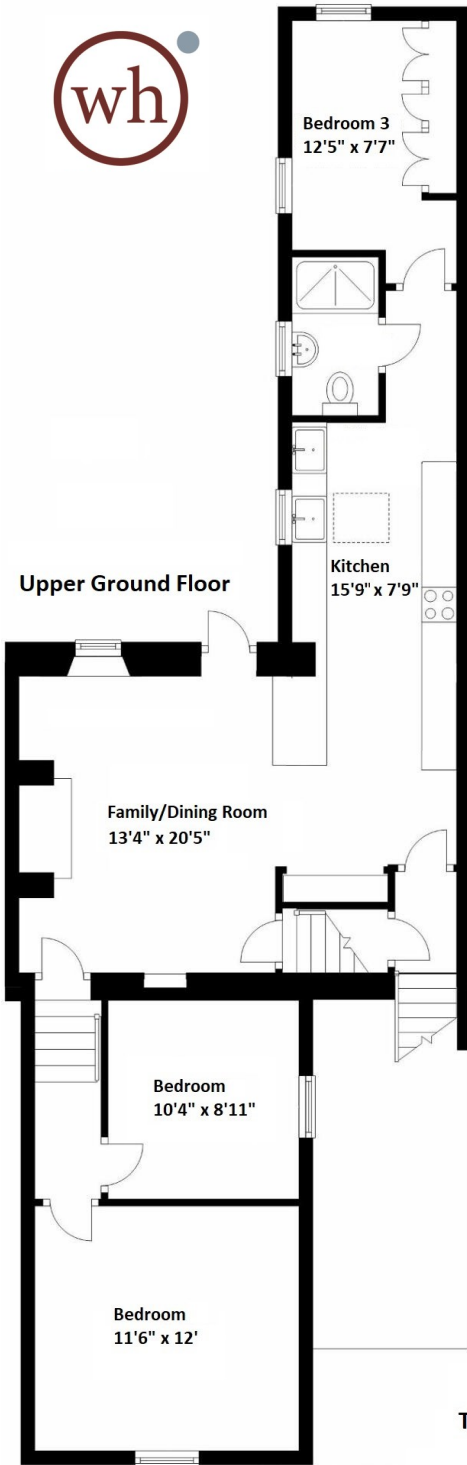 wh
Bedroom 3
12'5" x 7'7"
Kitchen
15'9" x 7'9"
Upper Ground Floor
Family/Dining Room
13'4" x 20'5"
Bedroom
10'4" x 8'11"
Bedroom
11'6" x 12'
T